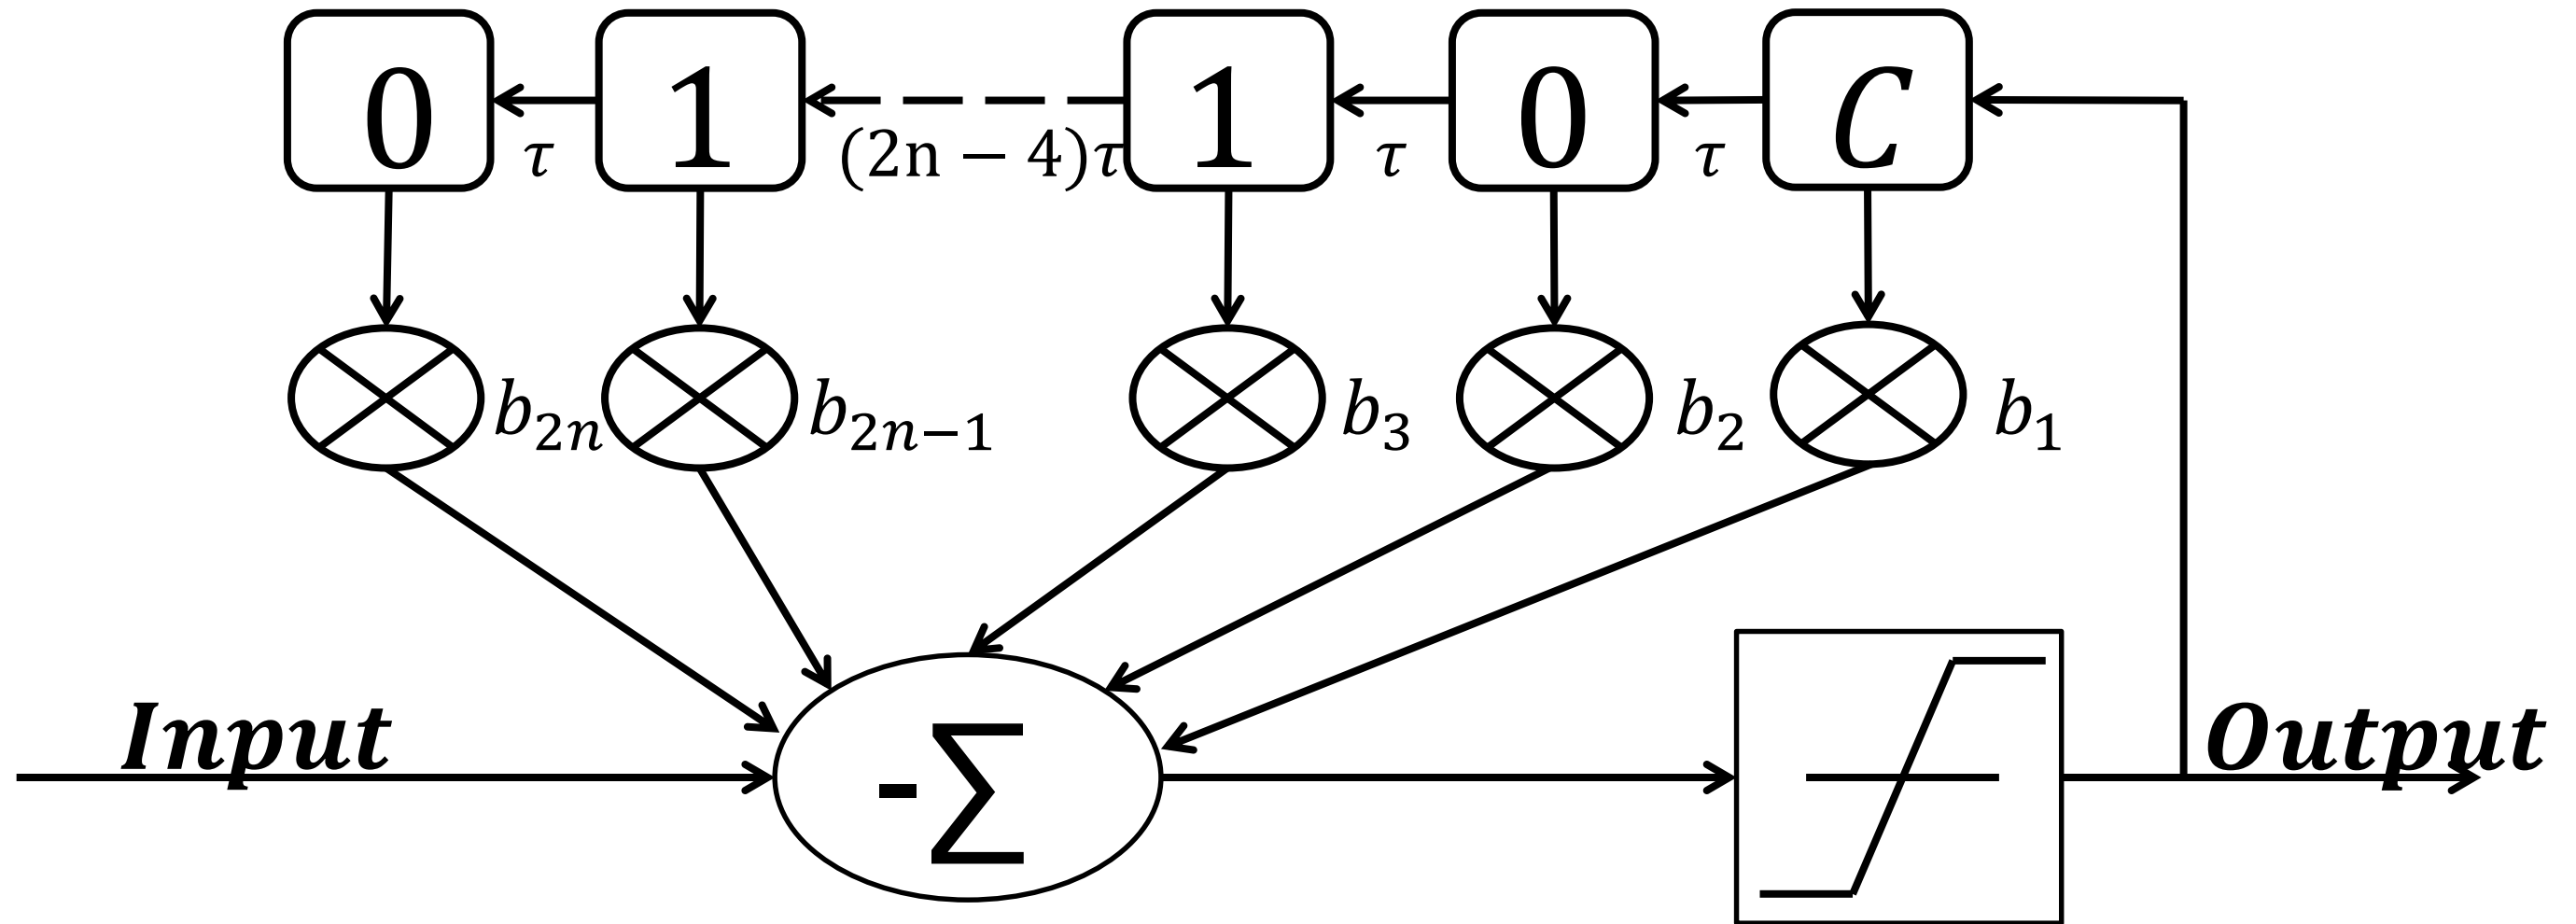 0 1 1 0 C
τ (2n − 4)τ τ τ
b₂ₙ b₂ₙ₋₁ b₃ b₂ b₁
Input -∑ Output